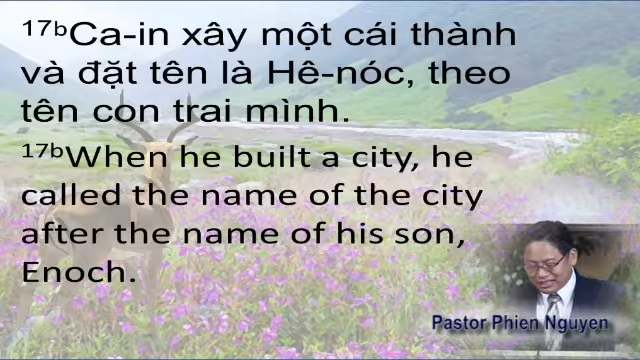 17bCa-in xây một cái thành
và đặt tên là Hê-nóc, theo
tên con trai mình.
17bWhen he built a city, he
called the name of the city
after the name of his son,
Enoch.
Pastor Phien Nguyen